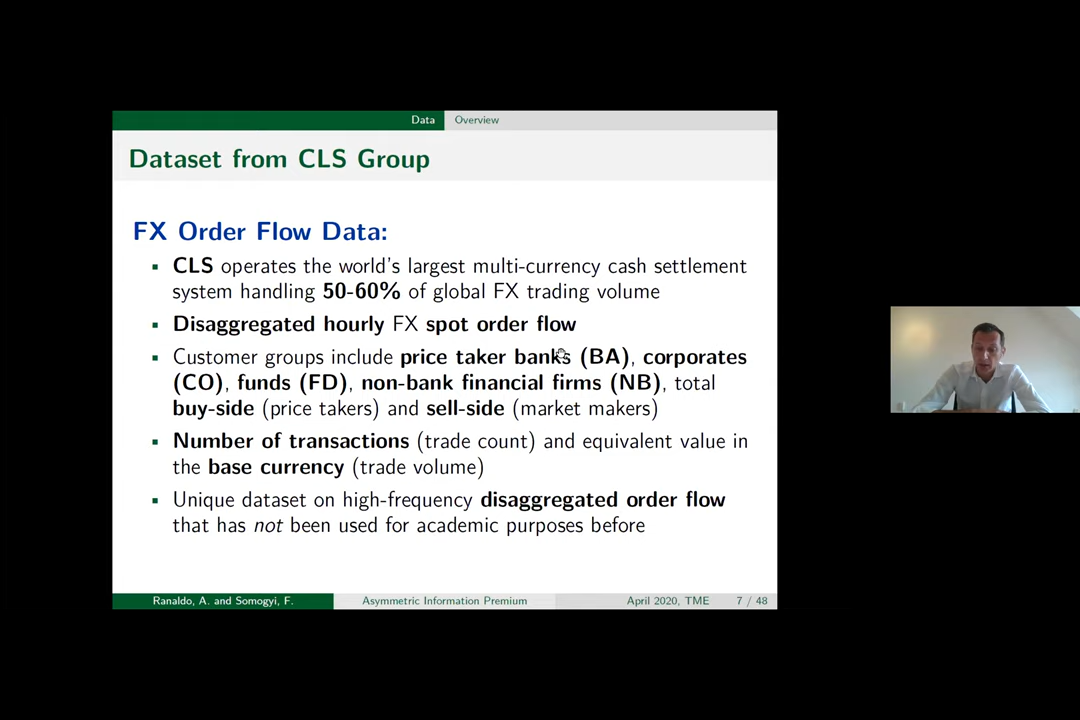 Data Overview
Dataset from CLS Group
FX Order Flow Data:
▪ CLS operates the world's largest multi-currency cash settlement
system handling 50-60% of global FX trading volume
▪ Disaggregated hourly FX spot order flow
▪ Customer groups include price taker banks (BA), corporates
(CO), funds (FD), non-bank financial firms (NB), total
buy-side (price takers) and sell-side (market makers)
▪ Number of transactions (trade count) and equivalent value in
the base currency (trade volume)
▪ Unique dataset on high-frequency disaggregated order flow
that has not been used for academic purposes before
Ranaldo, A. and Somogyi, F. Asymmetric Information Premium April 2020, TME 7 / 48